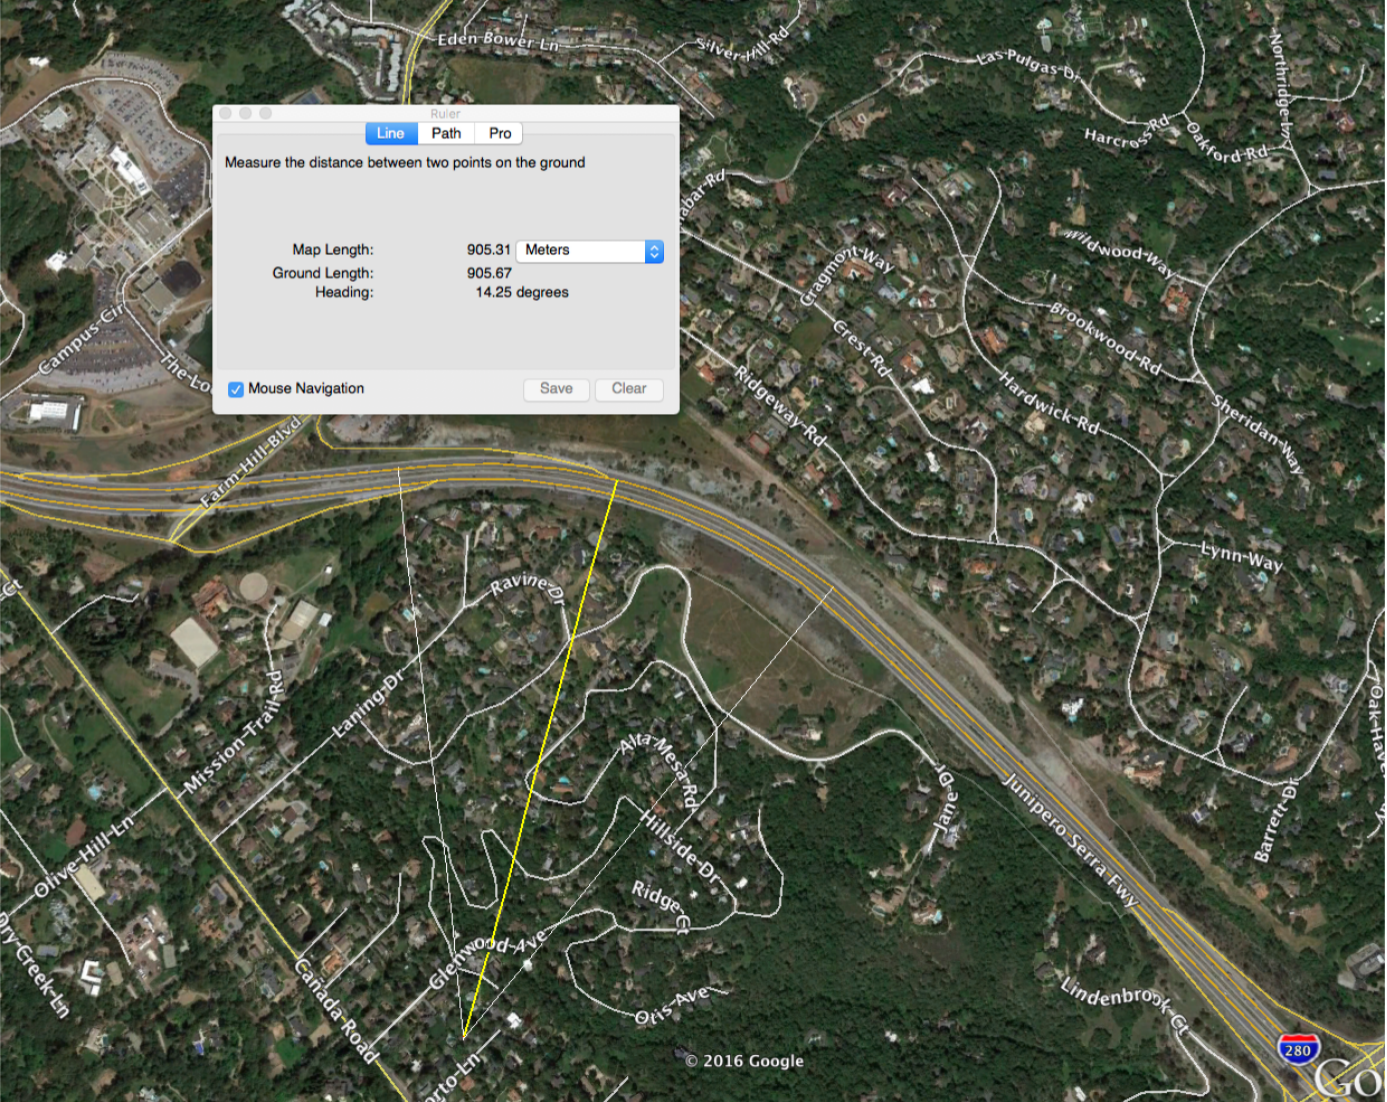 Eden Bower Ln
Silver Hill Rd
Las Pulgas Dr
Northridge Ln
Harcross Rd
Oakford Rd
Ruler
Line Path Pro
Measure the distance between two points on the ground
Map Length: 905.31 Meters
Ground Length: 905.67
Heading: 14.25 degrees
Mouse Navigation Save Clear
abar Rd
Wildwood Way
Cragmont Way
Crest Rd
Brookwood Rd
Campus Cir
The Lo
Ridgeway Rd
Hardwick Rd
Sheridan Way
Farm Hill Blvd
Lynn Way
Ct
Ravine Dr
Laning Dr
Mission Trail Rd
Alta Mesa Rd
Oak Have
Jane Dr
Junipero Serra Fwy
Barrett Dr
Olive Hill Ln
Hillside Dr
Ridge Ct
Dry Creek Ln
Glenwood Ave
Canada Road
Otis Ave
Lindenbrook Ct
orto Ln
© 2016 Google
280
Go